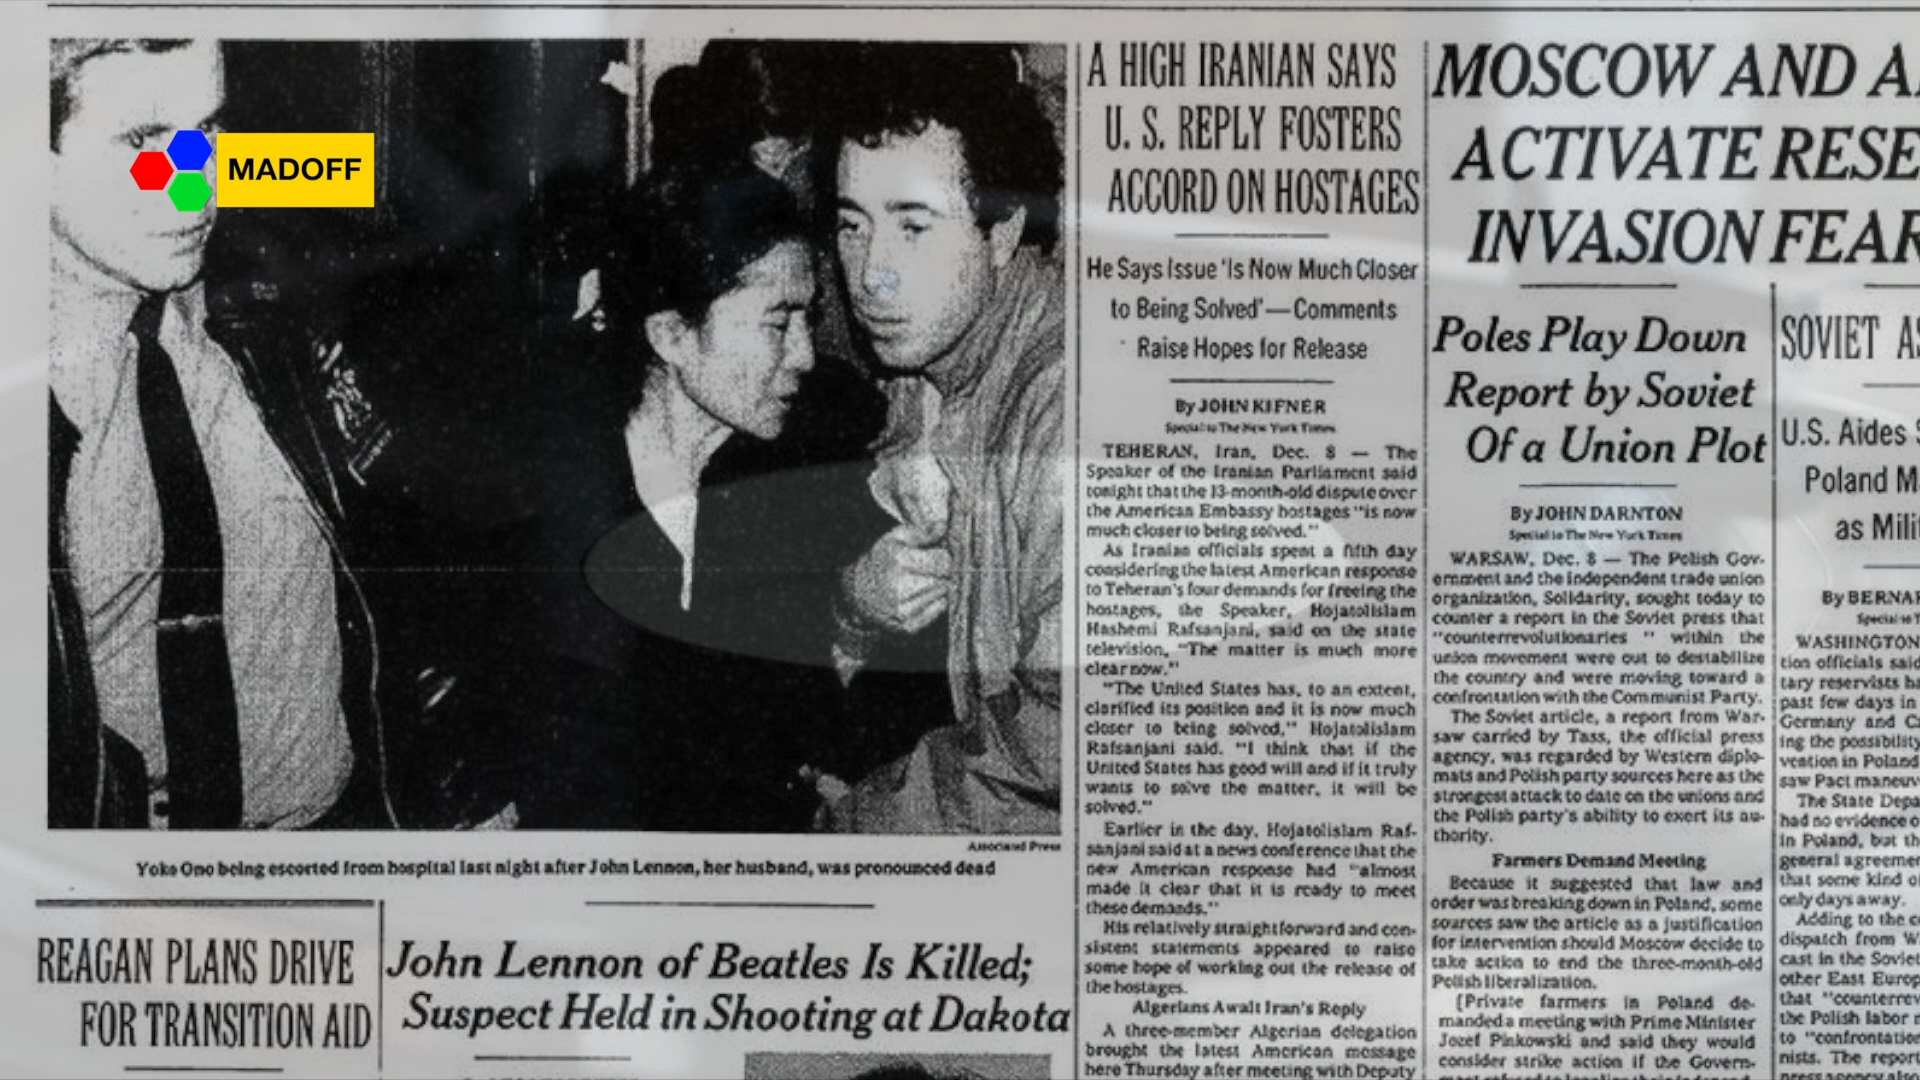 MADOFF
Associated Press
Yoko Ono being escorted from hospital last night after John Lennon, her husband, was pronounced dead
REAGAN PLANS DRIVE
FOR TRANSITION AID
John Lennon of Beatles Is Killed;
Suspect Held in Shooting at Dakota
A HIGH IRANIAN SAYS
U. S. REPLY FOSTERS
ACCORD ON HOSTAGES
He Says Issue 'Is Now Much Closer
to Being Solved'—Comments
Raise Hopes for Release
By JOHN KIFNER
Special to The New York Times
TEHERAN, Iran, Dec. 8 — The
Speaker of the Iranian Parliament said
tonight that the 13-month-old dispute over
the American Embassy hostages "is now
much closer to being solved."
As Iranian officials spent a fifth day
considering the latest American response
to Teheran's four demands for freeing the
hostages, the Speaker, Hojatolislam
Hashemi Rafsanjani, said on the state
television, "The matter is much more
clear now."
"The United States has, to an extent,
clarified its position and it is now much
closer to being solved," Hojatolislam
Rafsanjani said. "I think that if the
United States has good will and if it truly
wants to solve the matter, it will be
solved."
Earlier in the day, Hojatolislam Raf-
sanjani said at a news conference that the
new American response had "almost
made it clear that it is ready to meet
these demands."
His relatively straightforward and con-
sistent statements appeared to raise
some hope of working out the release of
the hostages.
Algerians Await Iran's Reply
A three-member Algerian delegation
brought the latest American message
here Thursday after meeting with Deputy
MOSCOW AND A
ACTIVATE RESE
INVASION FEAR
Poles Play Down
Report by Soviet
Of a Union Plot
By JOHN DARNTON
Special to The New York Times
WARSAW, Dec. 8 — The Polish Gov-
ernment and the independent trade union
organization, Solidarity, sought today to
counter a report in the Soviet press that
"counterrevolutionaries " within the
union movement were out to destabilize
the country and were moving toward a
confrontation with the Communist Party.
The Soviet article, a report from War-
saw carried by Tass, the official press
agency, was regarded by Western diplo-
mats and Polish party sources here as the
strongest attack to date on the unions and
the Polish party's ability to exert its au-
thority.
Farmers Demand Meeting
Because it suggested that law and
order was breaking down in Poland, some
sources saw the article as a justification
for intervention should Moscow decide to
take action to end the three-month-old
Polish liberalization.
[Private farmers in Poland de-
manded a meeting with Prime Minister
Jozef Pinkowski and said they would
consider strike action if the Govern-
SOVIET AS
U.S. Aides S
Poland M
as Milit
By BERNAR
Special to T
WASHINGTON
tion officials said
tary reservists ha
past few days in
Germany and Cz
ing the possibility
vention in Poland
saw Pact maneuv
The State Depa
had no evidence o
in Poland, but th
general agreemen
that some kind of
only days away.
Adding to the co
dispatch from W
cast in the Soviet
other East Europ
that "counterrev
the Polish labor m
to "confrontation
nists. The report